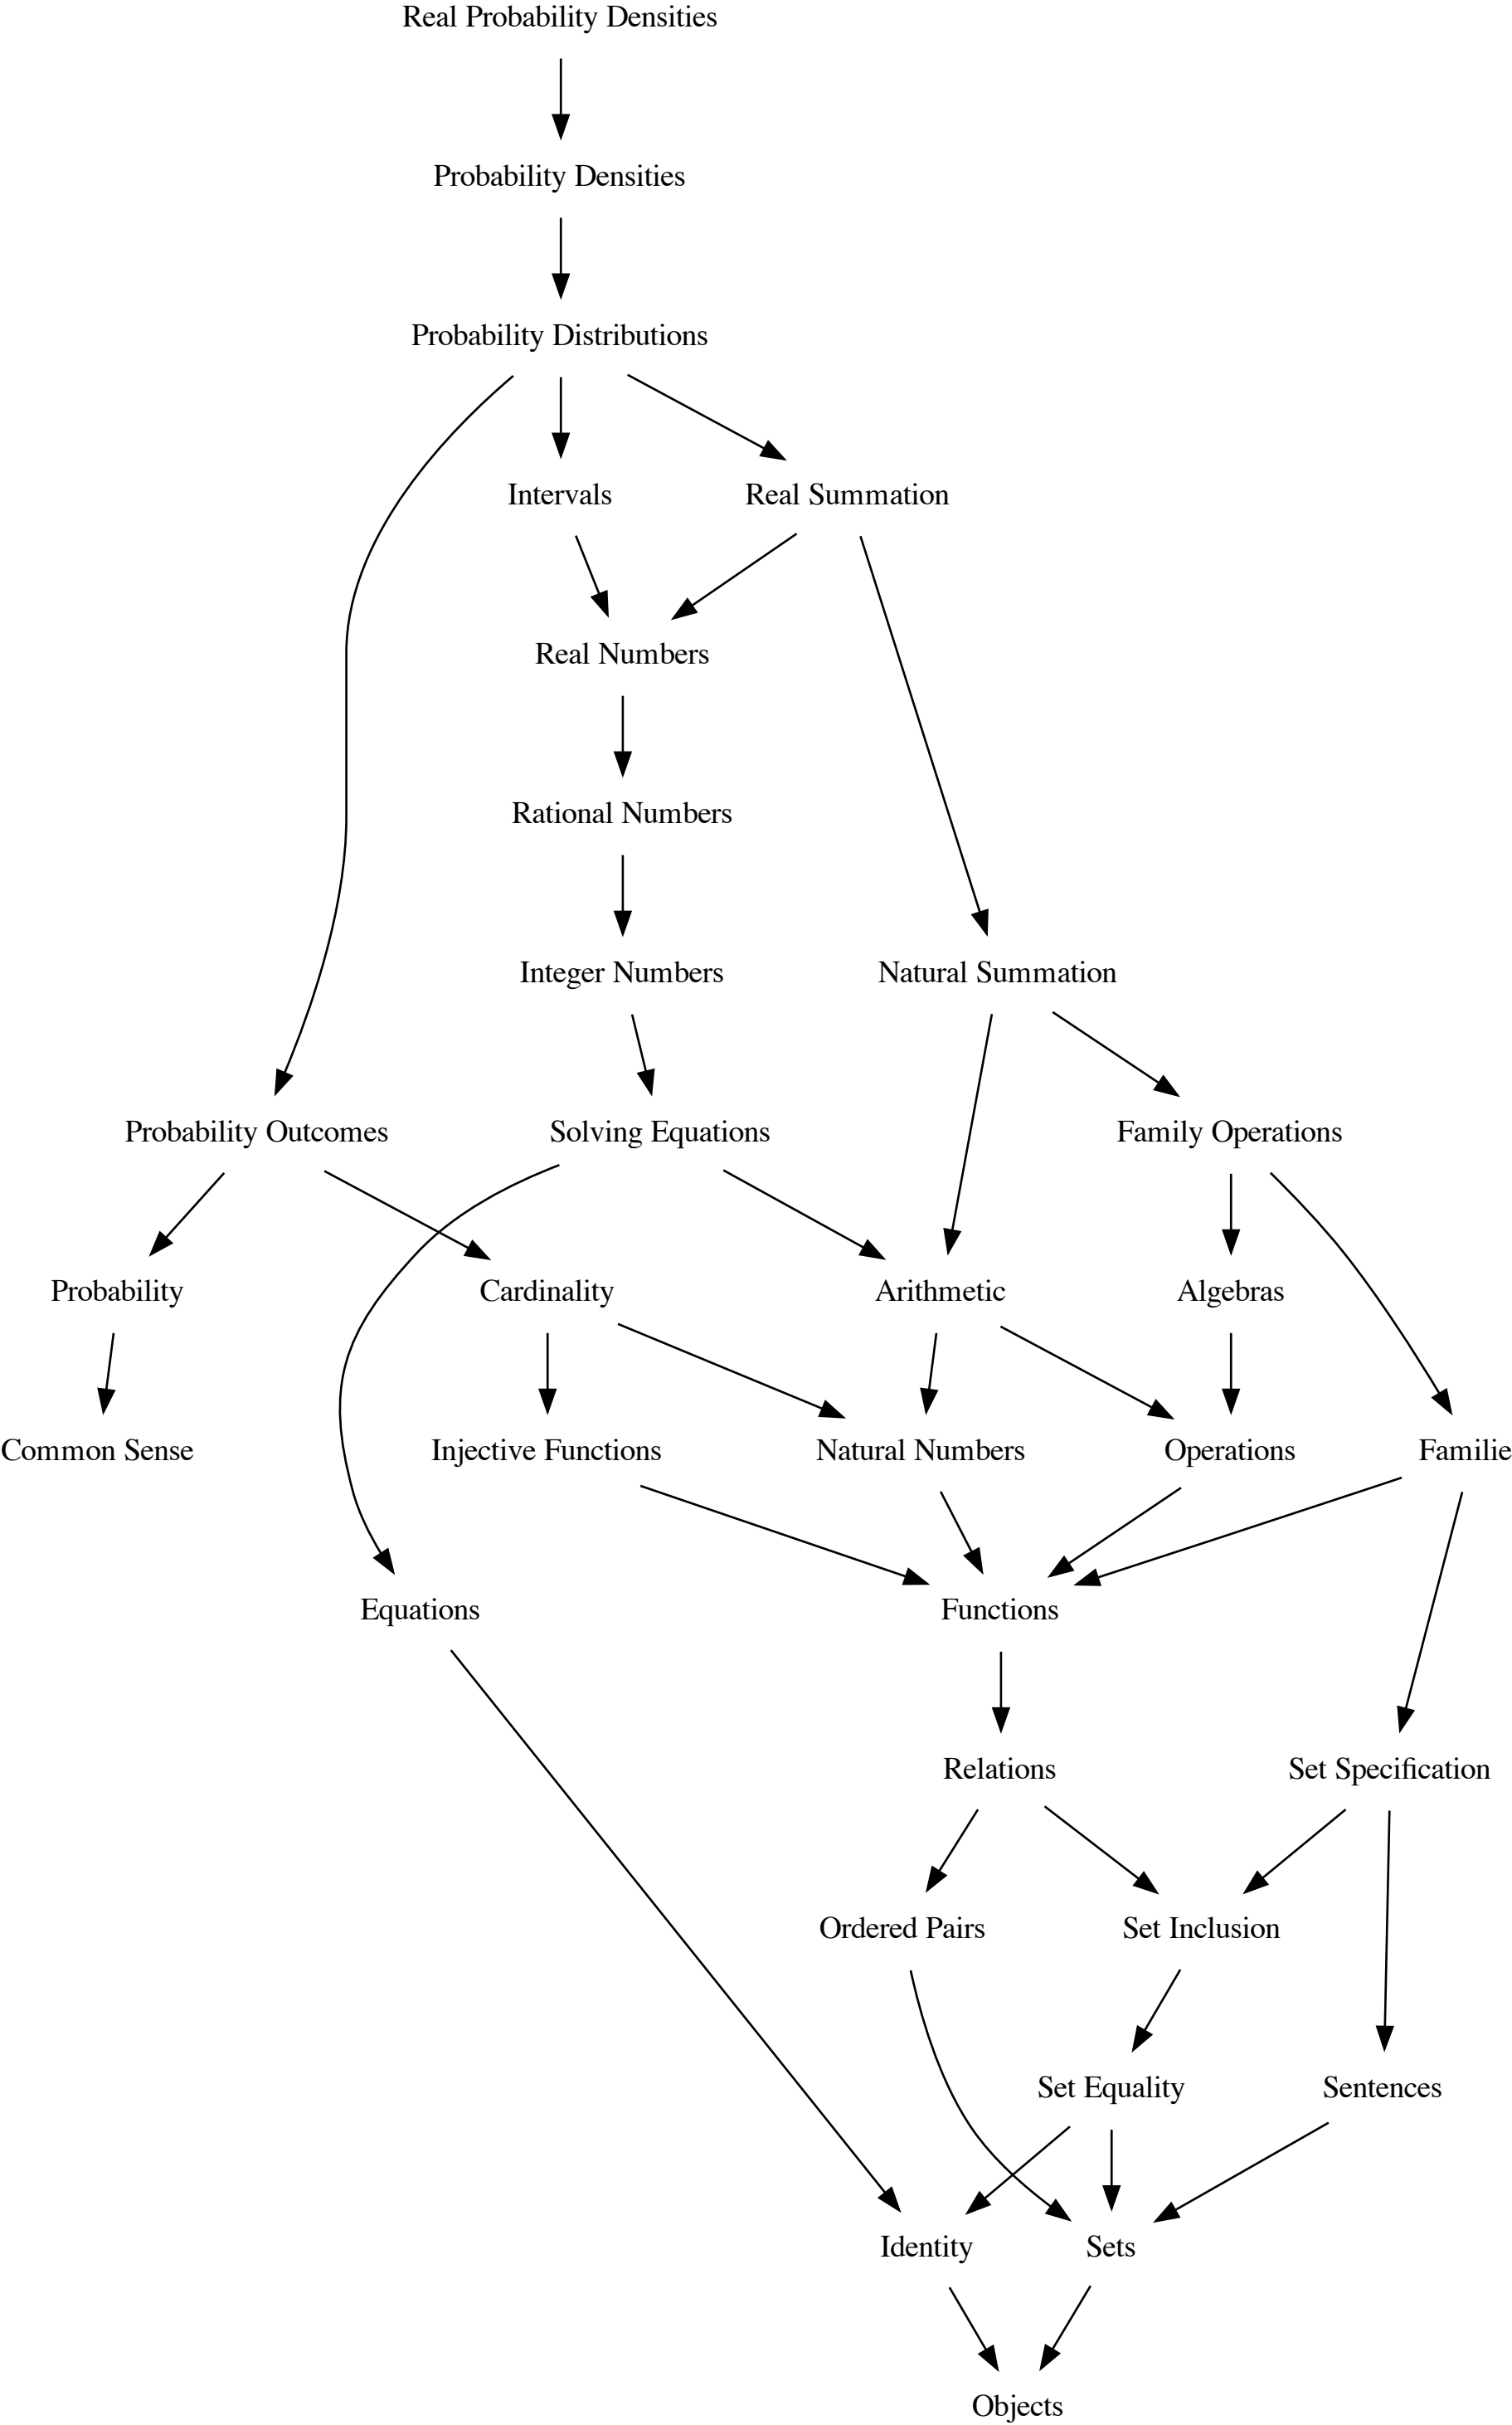 Real Probability Densities
Probability Densities
Probability Distributions
Intervals
Real Summation
Real Numbers
Rational Numbers
Integer Numbers
Natural Summation
Probability Outcomes
Solving Equations
Family Operations
Probability
Cardinality
Arithmetic
Algebras
Common Sense
Injective Functions
Natural Numbers
Operations
Familie
Equations
Functions
Relations
Set Specification
Ordered Pairs
Set Inclusion
Set Equality
Sentences
Identity
Sets
Objects